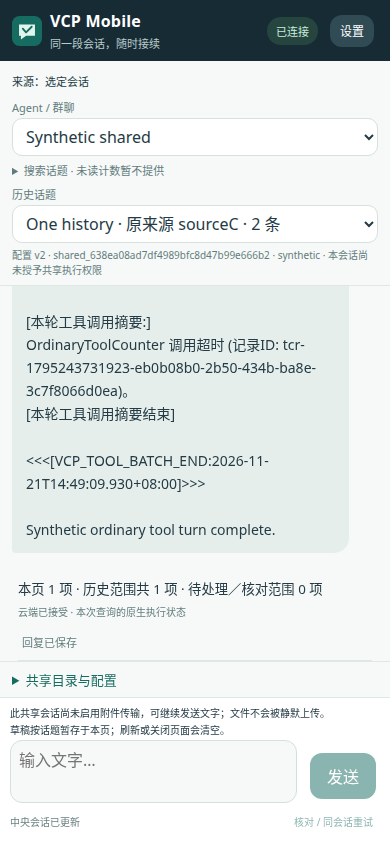 VCP Mobile
同一段会话，随时接续
已连接
设置
来源：选定会话
Agent / 群聊
Synthetic shared
搜索话题 · 未读计数暂不提供
历史话题
One history · 原来源 sourceC · 2 条
配置 v2 · shared_638ea08ad7df4989bfc8d47b99e666b2 · synthetic · 本会话尚
未授予共享执行权限
[本轮工具调用摘要:]
OrdinaryToolCounter 调用超时 (记录ID: tcr-
1795243731923-eb0b08b0-2b50-434b-ba8e-
3c7f8066d0ea)。
[本轮工具调用摘要结束]
<<<[VCP_TOOL_BATCH_END:2026-11-
21T14:49:09.930+08:00]>>>
Synthetic ordinary tool turn complete.
本页 1 项 · 历史范围共 1 项 · 待处理／核对范围 0 项
云端已接受 · 本次查询的原生执行状态
回复已保存
共享目录与配置
此共享会话尚未启用附件传输，可继续发送文字；文件不会被静默上传。
草稿按话题暂存于本页；刷新或关闭页面会清空。
输入文字...
发送
中央会话已更新
核对 / 同会话重试